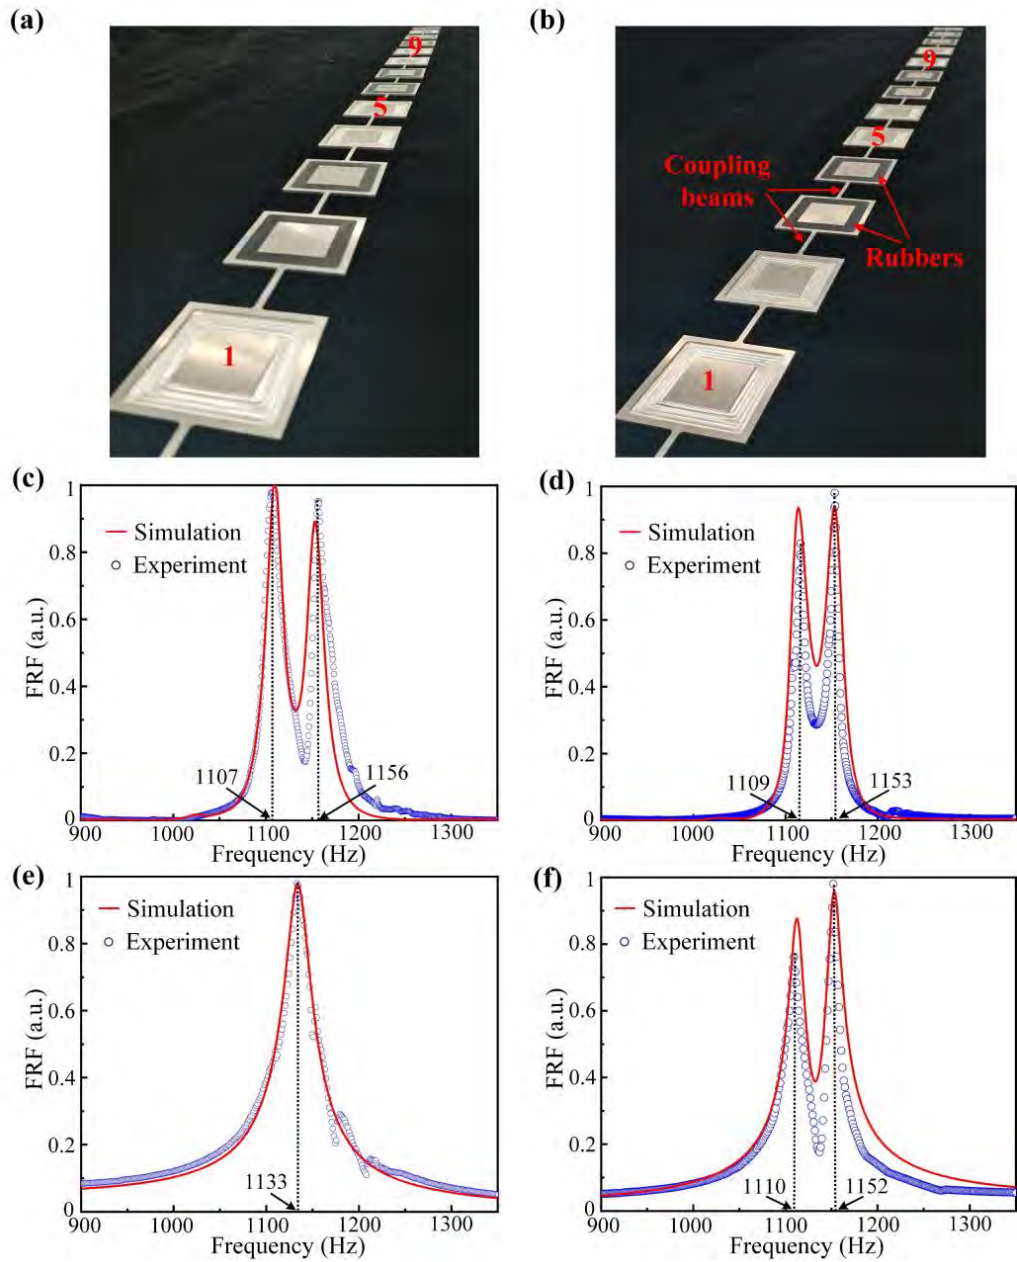 (a)
9
5
1
(b)
9
5
Coupling
beams
Rubbers
1
(c)
FRF (a.u.)
1
0.8
0.6
0.4
0.2
0
Simulation
Experiment
1107
1156
900 1000 1100 1200 1300
Frequency (Hz)
(d)
FRF (a.u.)
1
0.8
0.6
0.4
0.2
0
Simulation
Experiment
1109
1153
900 1000 1100 1200 1300
Frequency (Hz)
(e)
FRF (a.u.)
1
0.8
0.6
0.4
0.2
0
Simulation
Experiment
1133
900 1000 1100 1200 1300
Frequency (Hz)
(f)
FRF (a.u.)
1
0.8
0.6
0.4
0.2
0
Simulation
Experiment
1110
1152
900 1000 1100 1200 1300
Frequency (Hz)